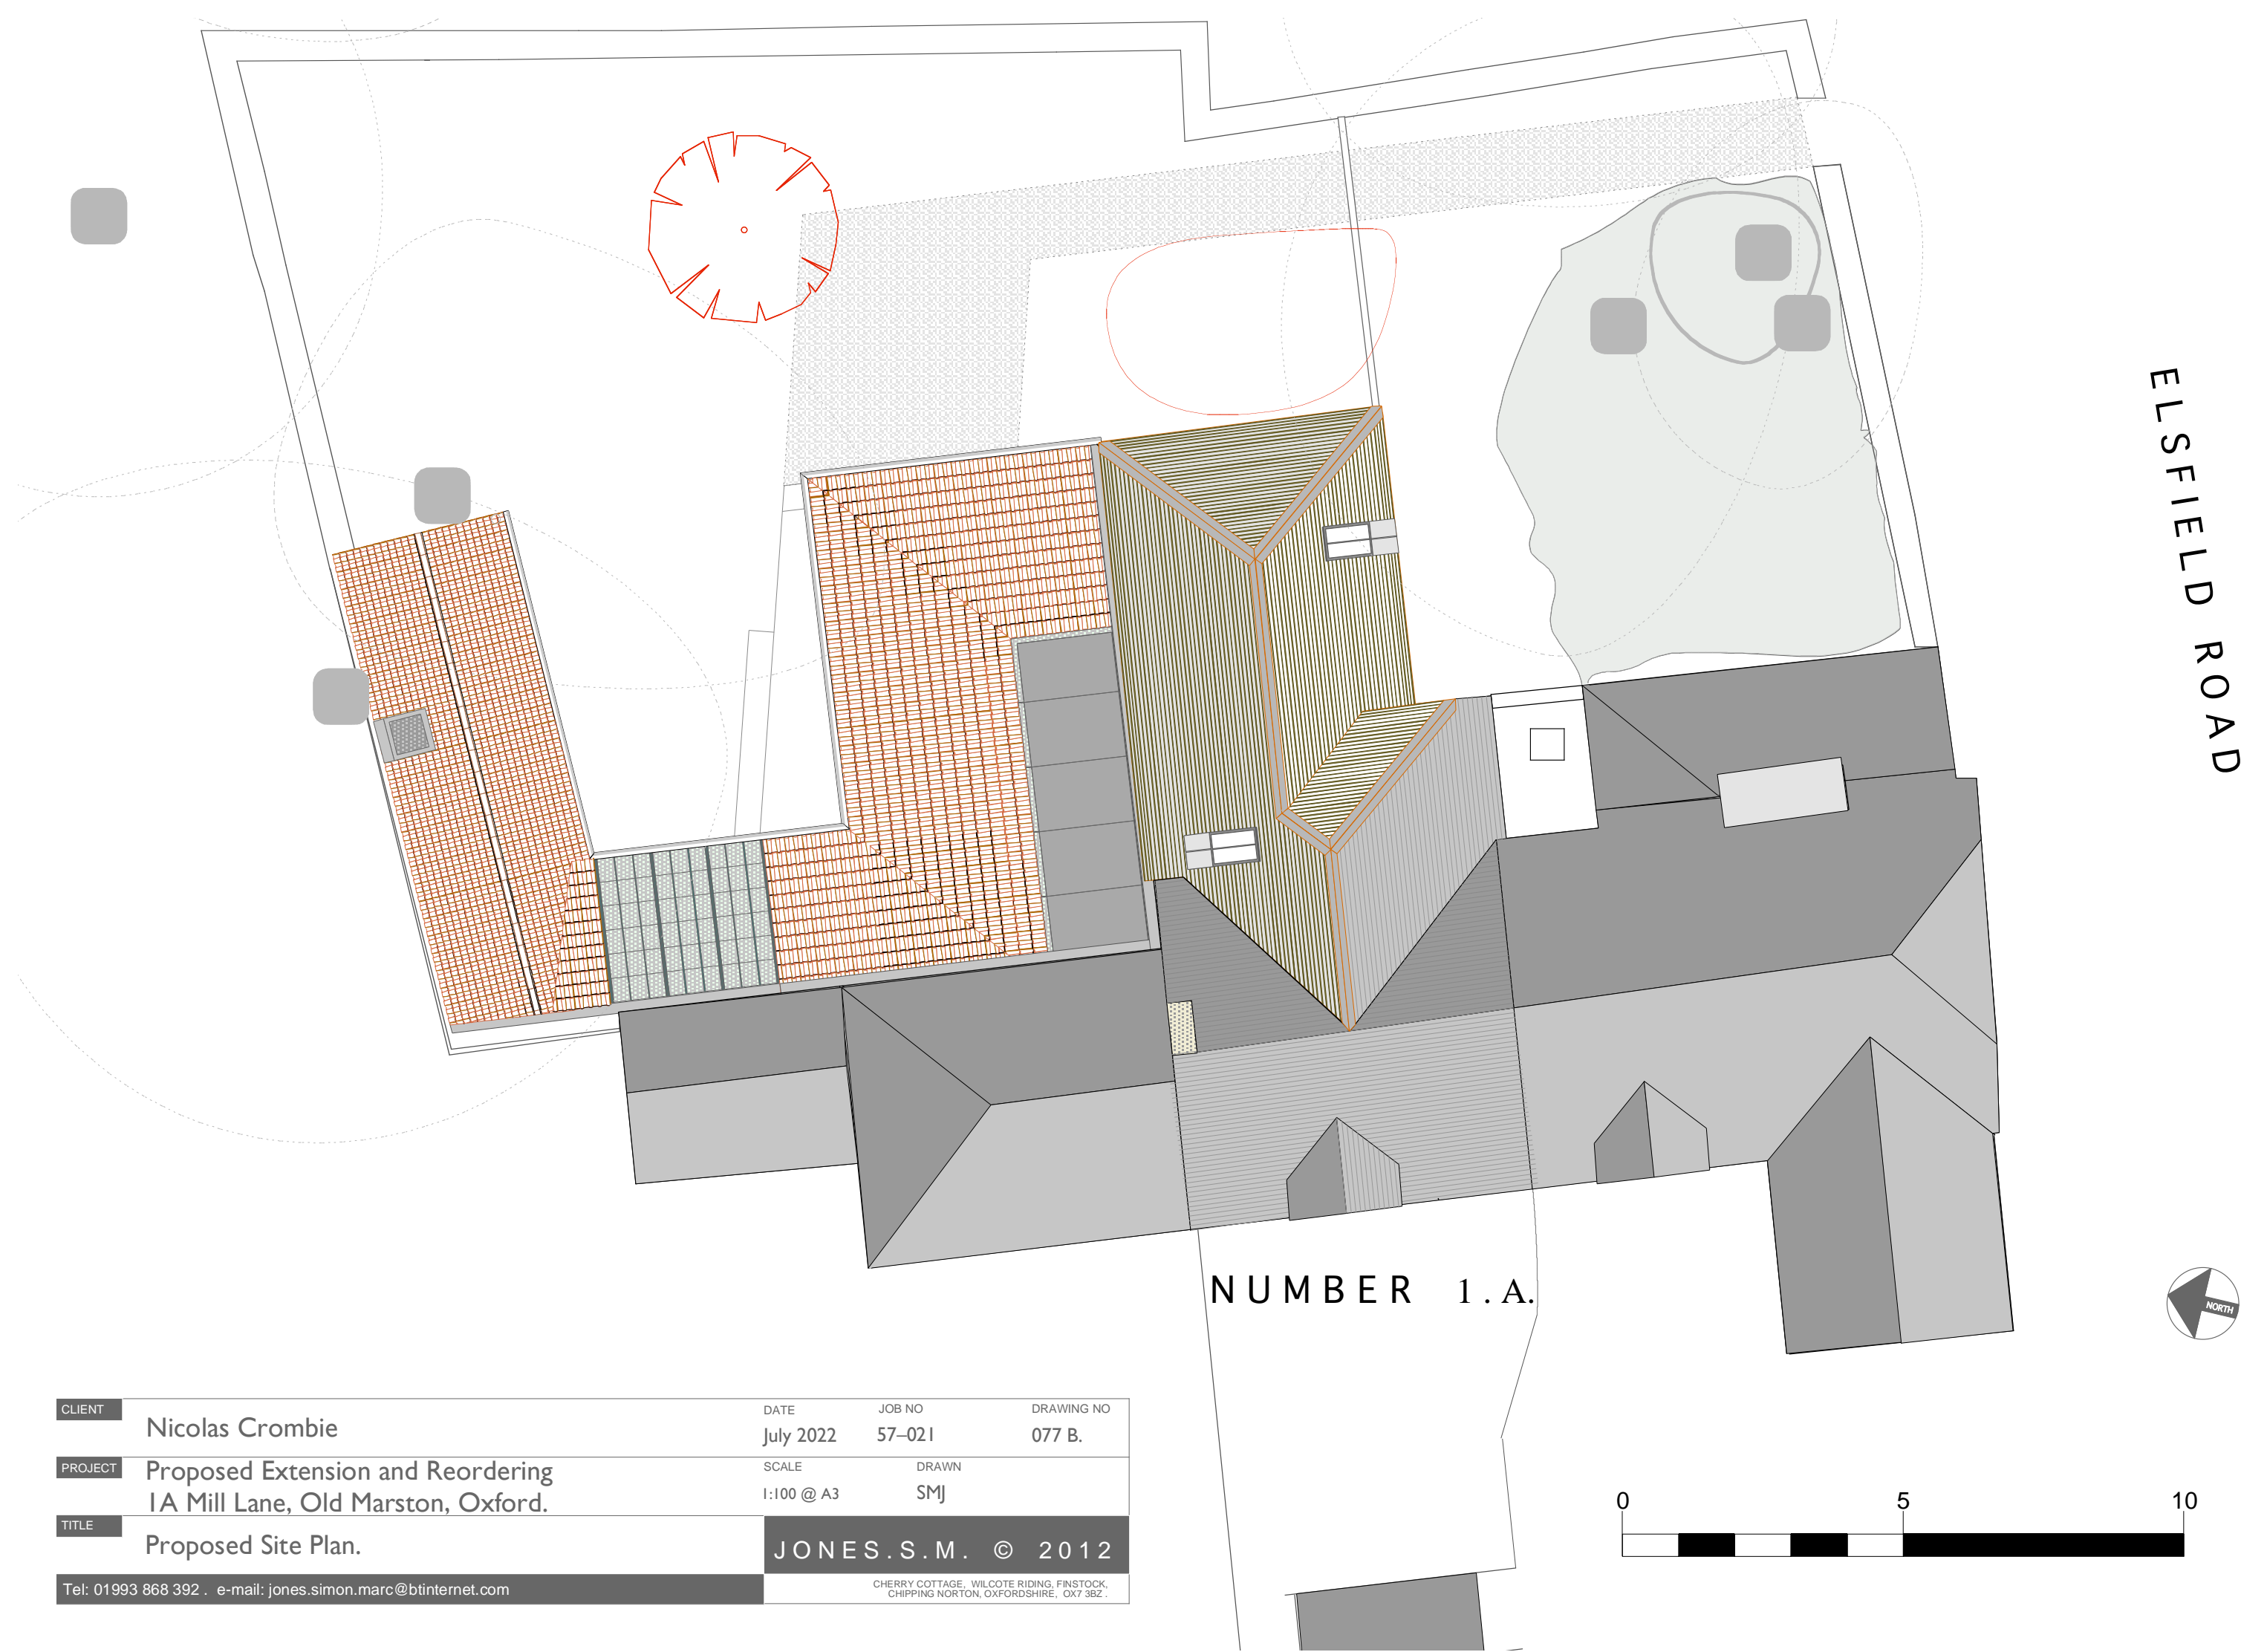 ELSFIELD ROAD
NUMBER 1.A.
NORTH
CLIENT
Nicolas Crombie
DATE
July 2022
JOB NO
57–021
DRAWING NO
077 B.
PROJECT
Proposed Extension and Reordering
1A Mill Lane, Old Marston, Oxford.
SCALE
1:100 @ A3
DRAWN
SMJ
TITLE
Proposed Site Plan.
JONES.S.M. © 2012
Tel: 01993 868 392 . e-mail: jones.simon.marc@btinternet.com
CHERRY COTTAGE, WILCOTE RIDING, FINSTOCK,
CHIPPING NORTON, OXFORDSHIRE, OX7 3BZ .
0 5 10